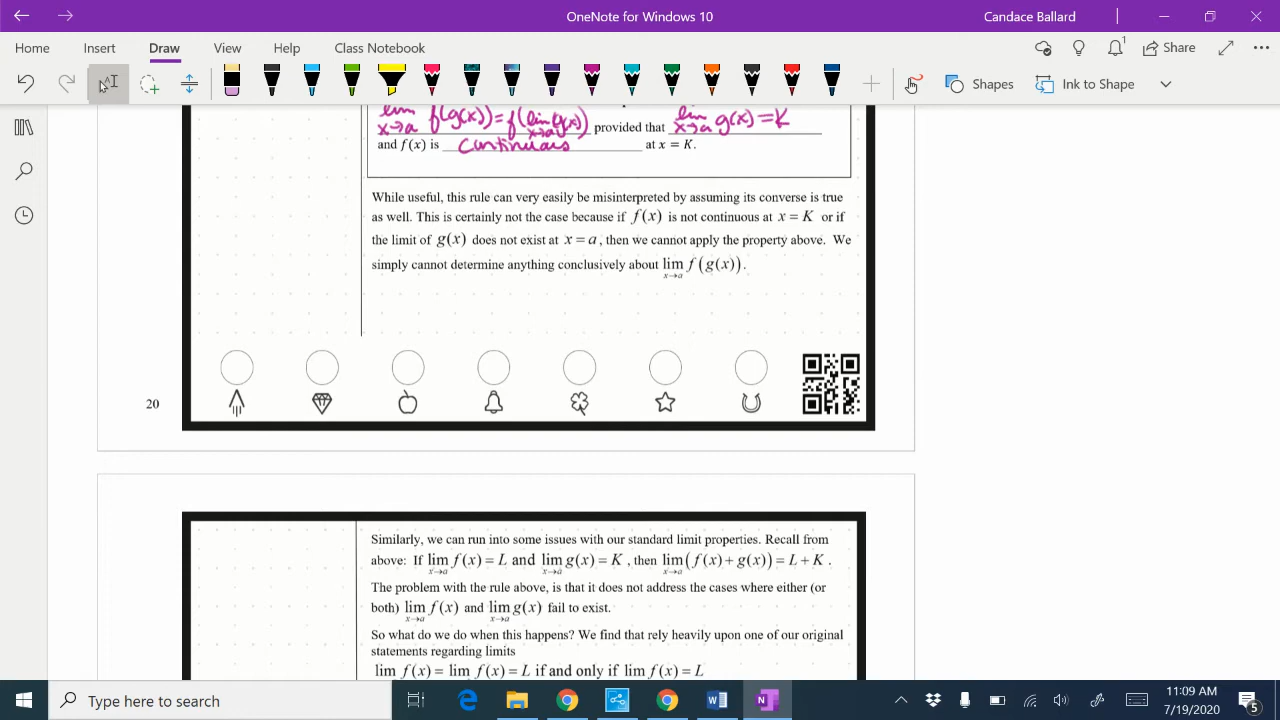 OneNote for Windows 10
Candace Ballard
Home Insert Draw View Help Class Notebook
Share
Shapes
Ink to Shape
lim x→a f(g(x)) = f(lim x→a g(x)) provided that lim x→a g(x) = K
and f(x) is continuous at x = K.
While useful, this rule can very easily be misinterpreted by assuming its converse is true
as well. This is certainly not the case because if f(x) is not continuous at x = K or if
the limit of g(x) does not exist at x = a, then we cannot apply the property above. We
simply cannot determine anything conclusively about lim x→a f(g(x)).
20
Similarly, we can run into some issues with our standard limit properties. Recall from
above: If lim x→a f(x) = L and lim x→a g(x) = K, then lim x→a (f(x) + g(x)) = L + K.
The problem with the rule above, is that it does not address the cases where either (or
both) lim x→a f(x) and lim x→a g(x) fail to exist.
So what do we do when this happens? We find that rely heavily upon one of our original
statements regarding limits
lim f(x) = lim f(x) = L if and only if lim f(x) = L
Type here to search
11:09 AM
7/19/2020
5